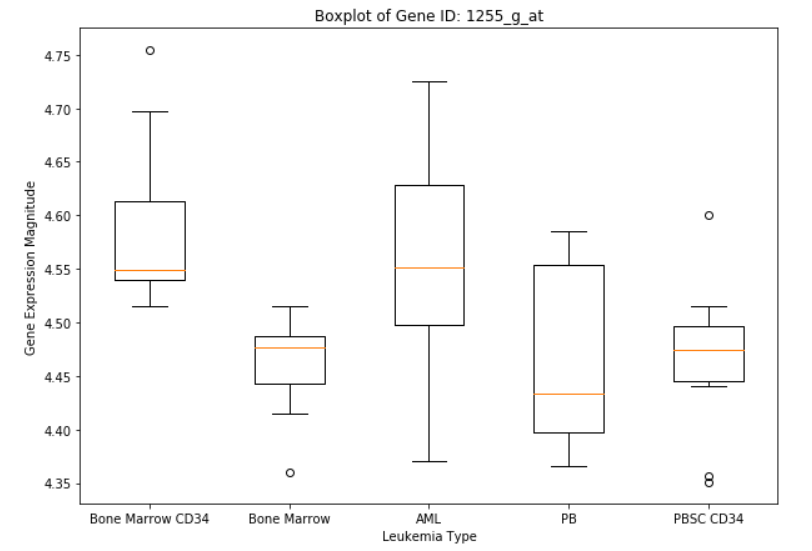 Boxplot of Gene ID: 1255_g_at
Gene Expression Magnitude
4.75
4.70
4.65
4.60
4.55
4.50
4.45
4.40
4.35
Bone Marrow CD34 Bone Marrow AML PB PBSC CD34
Leukemia Type